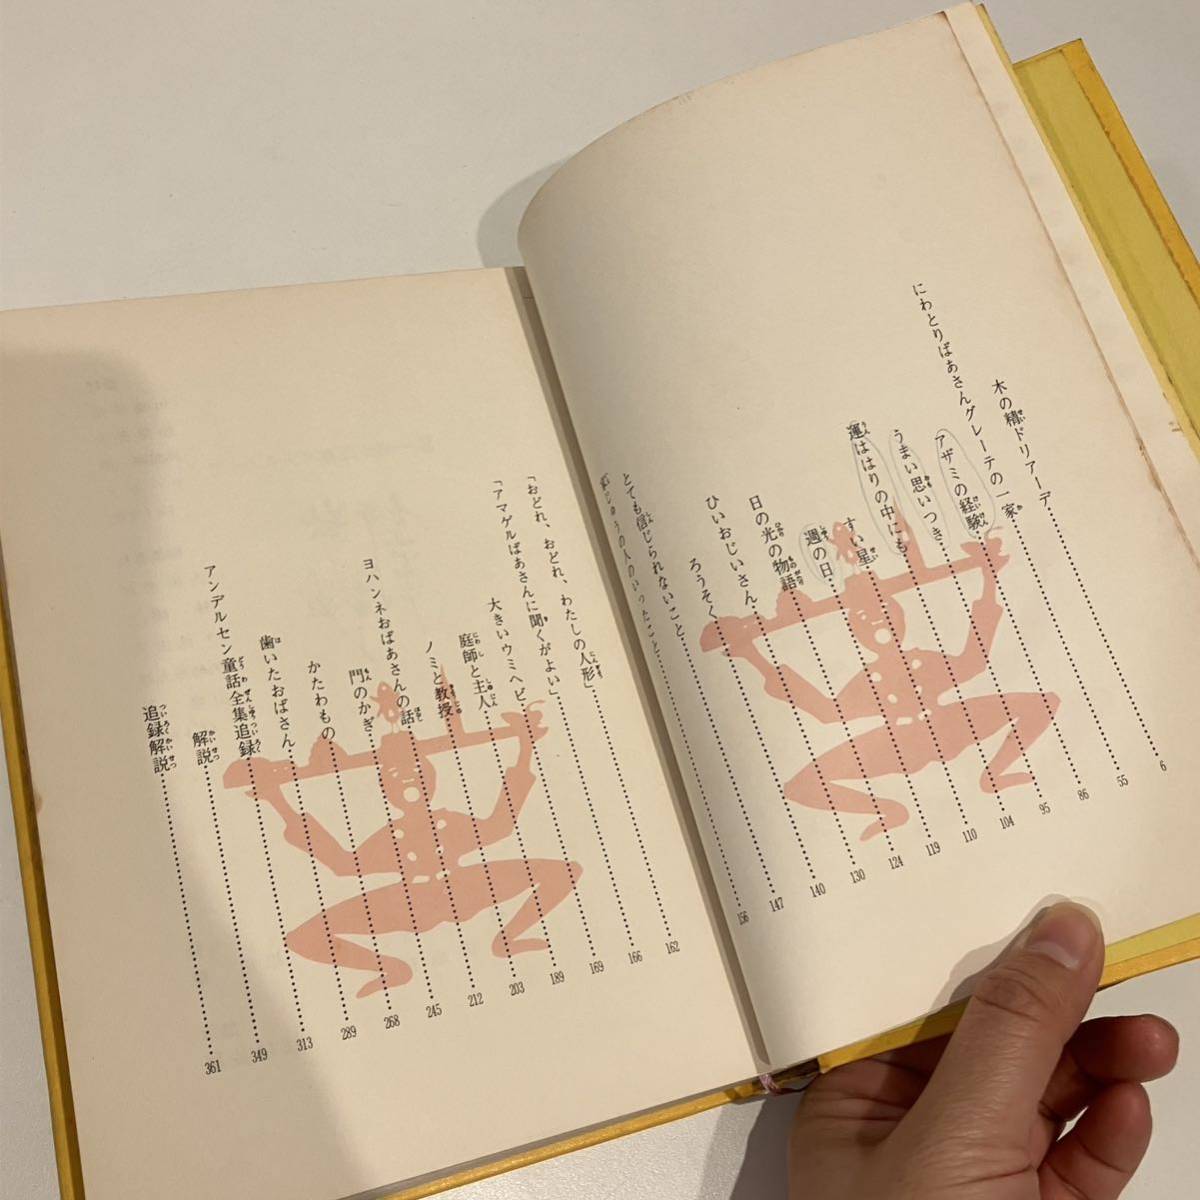 木の精ドリアーデ……6
にわとりばあさんグレーテの一家……55
アザミの経験……86
うまい思いつき……95
運ははりの中にも……104
すい星……110
週の日……119
日の光の物語……124
ひいおじいさん……130
ろうそく……140
とても信じられないこと……147
家じゅうの人のいったこと……156
「おどれ、おどれ、わたしの人形」……162
「アマゲルばあさんに聞くがよい」……166
大きいウミヘビ……169
庭師と主人……189
ノミと教授……203
ヨハンネおばあさんの話……212
門のかぎ……245
かたわもの……268
歯いたおばさん……289
アンデルセン童話全集追録……313
解説……349
追録解説……361